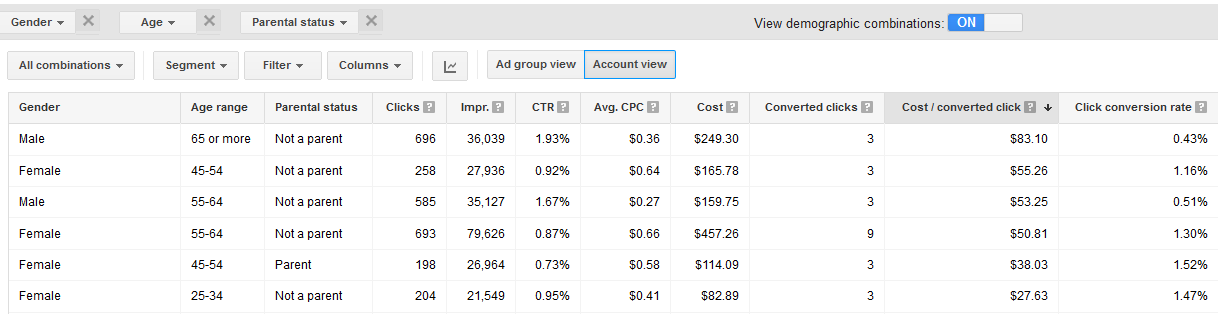 Gender Age Parental status View demographic combinations: ON
All combinations Segment Filter Columns Ad group view Account view
Gender Age range Parental status Clicks ? Impr. ? CTR ? Avg. CPC ? Cost ? Converted clicks ? Cost / converted click ? Click conversion rate ?
Male 65 or more Not a parent 696 36,039 1.93% $0.36 $249.30 3 $83.10 0.43%
Female 45-54 Not a parent 258 27,936 0.92% $0.64 $165.78 3 $55.26 1.16%
Male 55-64 Not a parent 585 35,127 1.67% $0.27 $159.75 3 $53.25 0.51%
Female 55-64 Not a parent 693 79,626 0.87% $0.66 $457.26 9 $50.81 1.30%
Female 45-54 Parent 198 26,964 0.73% $0.58 $114.09 3 $38.03 1.52%
Female 25-34 Not a parent 204 21,549 0.95% $0.41 $82.89 3 $27.63 1.47%